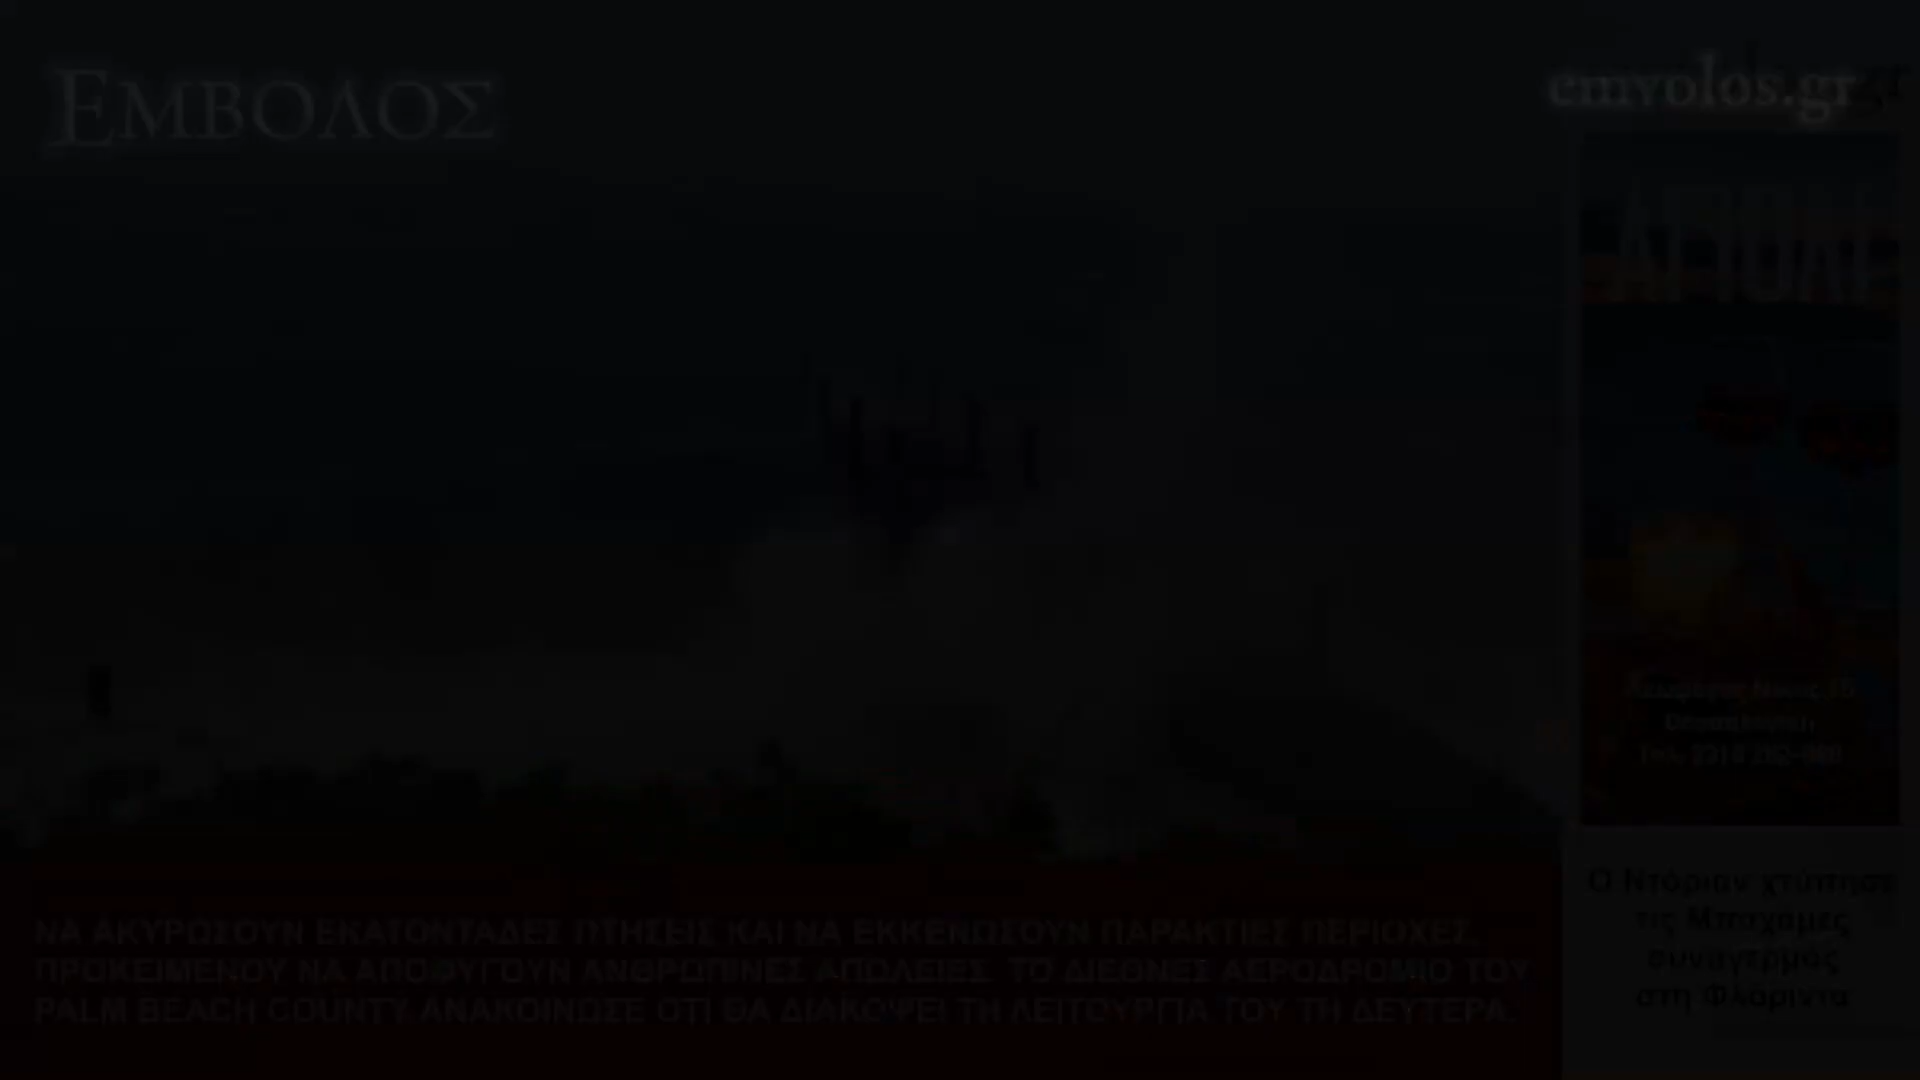 ΕΜΒΟΛΟΣ
emvolos.gr
ΝΑ ΑΚΥΡΩΣΟΥΝ ΕΚΑΤΟΝΤΑΔΕΣ ΠΤΗΣΕΙΣ ΚΑΙ ΝΑ ΕΚΚΕΝΩΣΟΥΝ ΠΑΡΑΚΤΙΕΣ ΠΕΡΙΟΧΕΣ,
ΠΡΟΚΕΙΜΕΝΟΥ ΝΑ ΑΠΟΦΥΓΟΥΝ ΑΝΘΡΩΠΙΝΕΣ ΑΠΩΛΕΙΕΣ. ΤΟ ΔΙΕΘΝΕΣ ΑΕΡΟΔΡΟΜΙΟ ΤΟΥ
PALM BEACH COUNTY ΑΝΑΚΟΙΝΩΣΕ ΟΤΙ ΘΑ ΔΙΑΚΟΨΕΙ ΤΗ ΛΕΙΤΟΥΡΓΙΑ ΤΟΥ ΤΗ ΔΕΥΤΕΡΑ.
Ο Ντόριαν χτύπησε
τις Μπαχάμες
συναγερμός
στη Φλόριντα